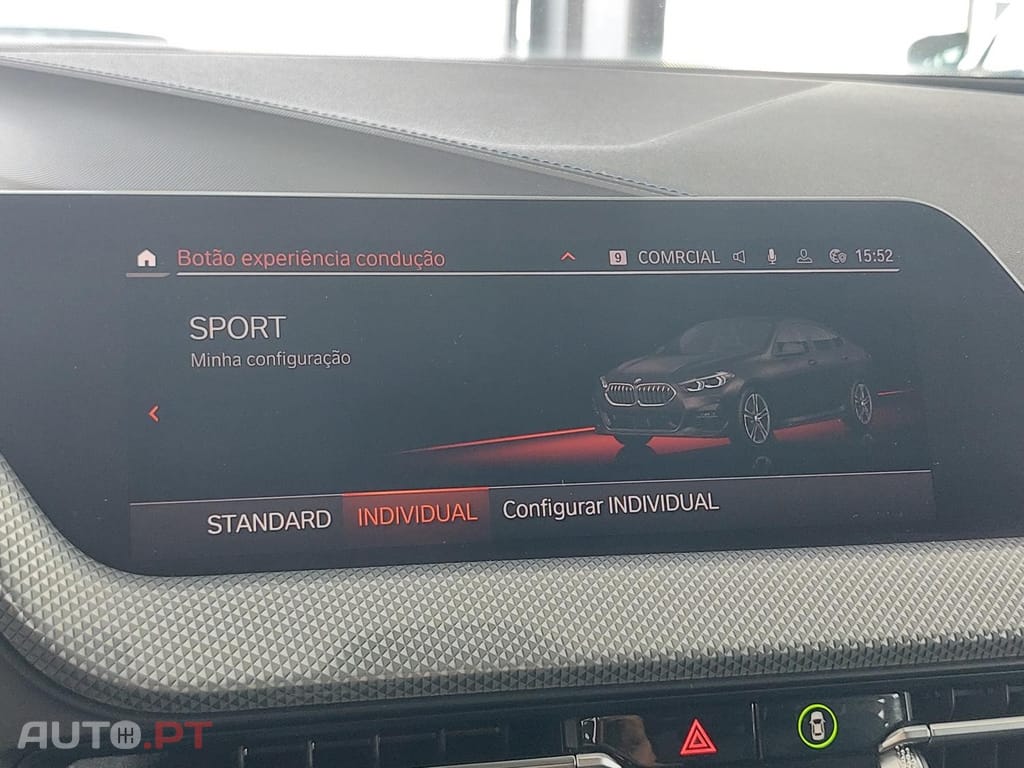 Botão experiência condução
9 COMRCIAL 15:52
SPORT
Minha configuração
STANDARD INDIVIDUAL Configurar INDIVIDUAL
AUTO.PT